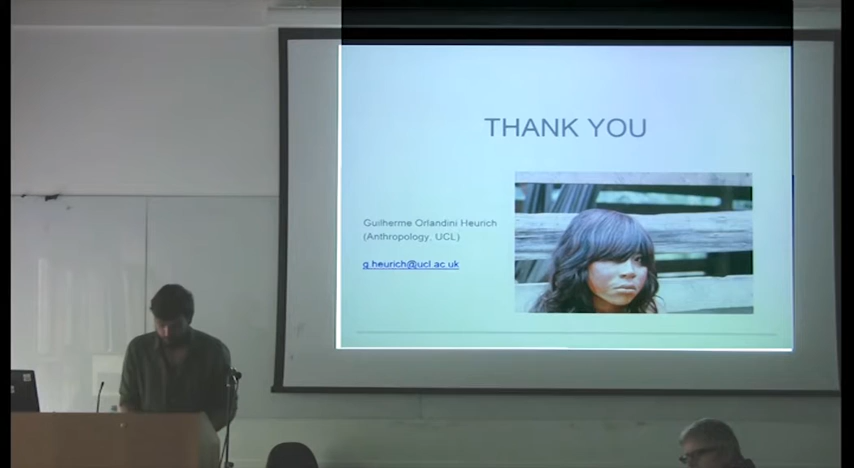 THANK YOU
Guilherme Orlandini Heurich
(Anthropology, UCL)
g.heurich@ucl.ac.uk